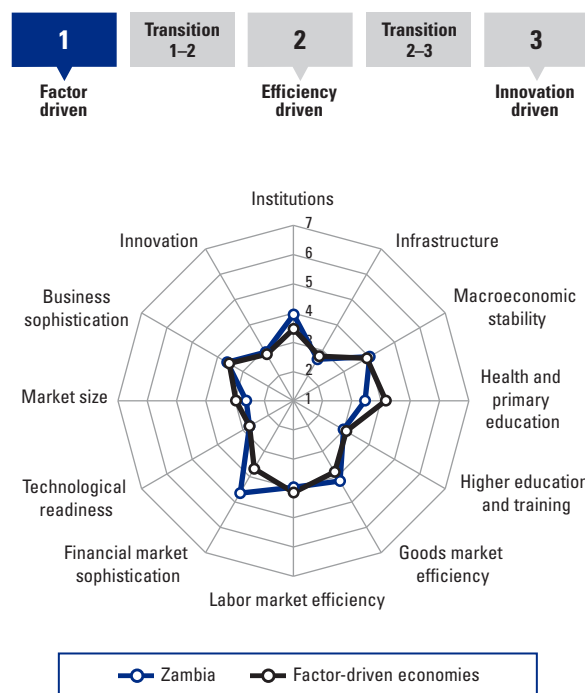 1
Transition
1–2
2
Transition
2–3
3
Factor
driven
Efficiency
driven
Innovation
driven
Institutions
7
6
5
4
3
2
1
Infrastructure
Macroeconomic
stability
Health and
primary
education
Higher education
and training
Goods market
efficiency
Labor market efficiency
Financial market
sophistication
Technological
readiness
Market size
Business
sophistication
Innovation
Zambia
Factor-driven economies